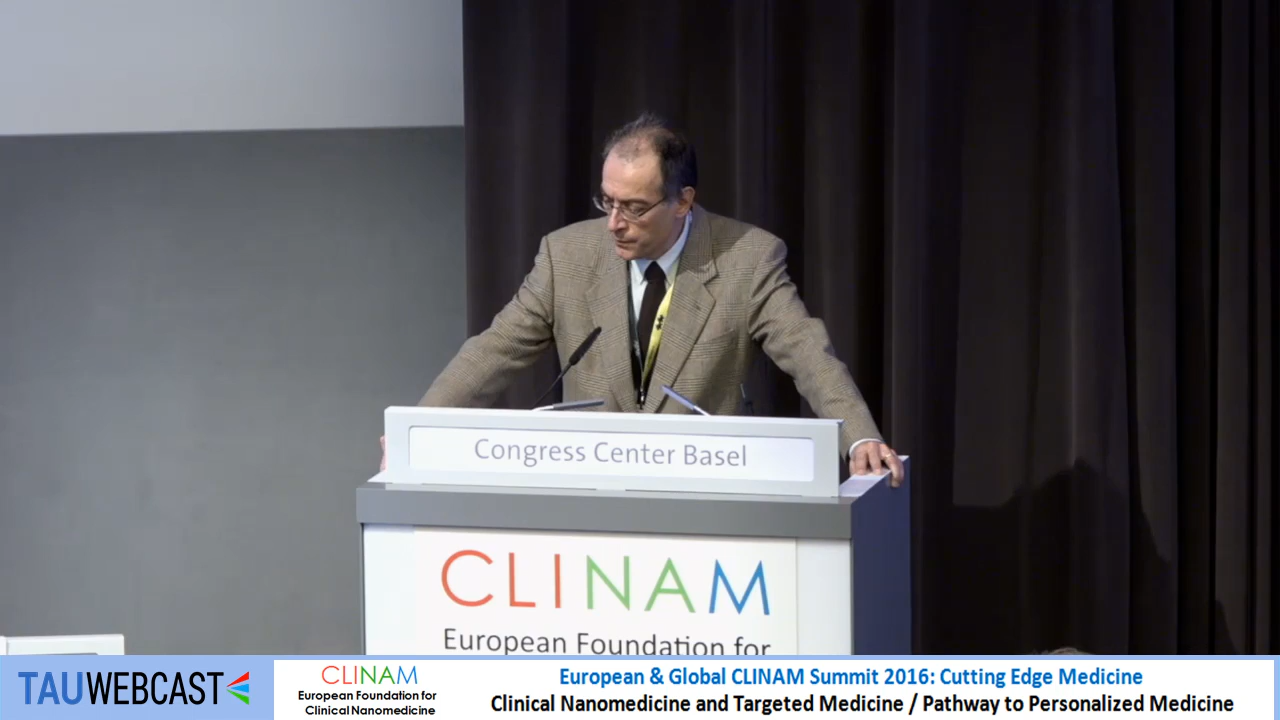 Congress Center Basel
CLINAM
European Foundation for
TAUWEBCAST
CLINAM
European Foundation for
Clinical Nanomedicine
European & Global CLINAM Summit 2016: Cutting Edge Medicine
Clinical Nanomedicine and Targeted Medicine / Pathway to Personalized Medicine